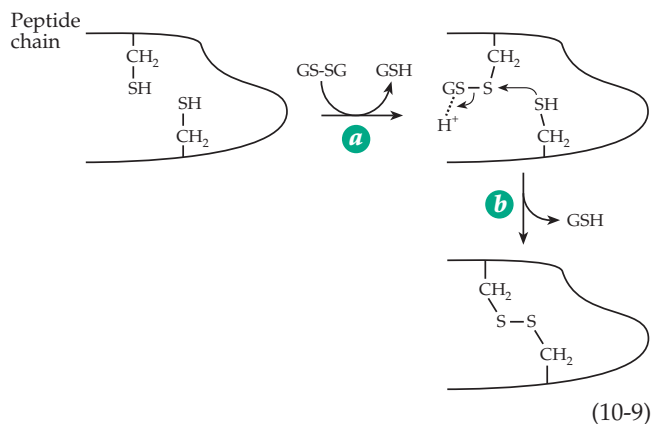 Peptide
chain
CH2
SH
SH
CH2
GS-SG GSH
a
CH2
GS–S
SH
H+
CH2
b
GSH
CH2
S–S
CH2
(10-9)